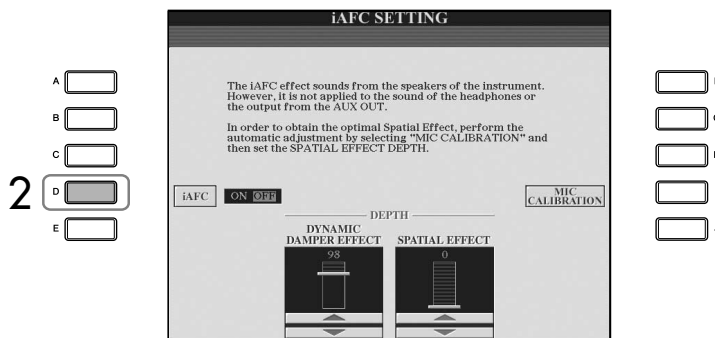 iAFC SETTING
The iAFC effect sounds from the speakers of the instrument.
However, it is not applied to the sound of the headphones or
the output from the AUX OUT.
In order to obtain the optimal Spatial Effect, perform the
automatic adjustment by selecting "MIC CALIBRATION" and
then set the SPATIAL EFFECT DEPTH.
A
B
C
2 D
E
iAFC ON OFF
MIC
CALIBRATION
DEPTH
DYNAMIC
DAMPER EFFECT
98
SPATIAL EFFECT
0